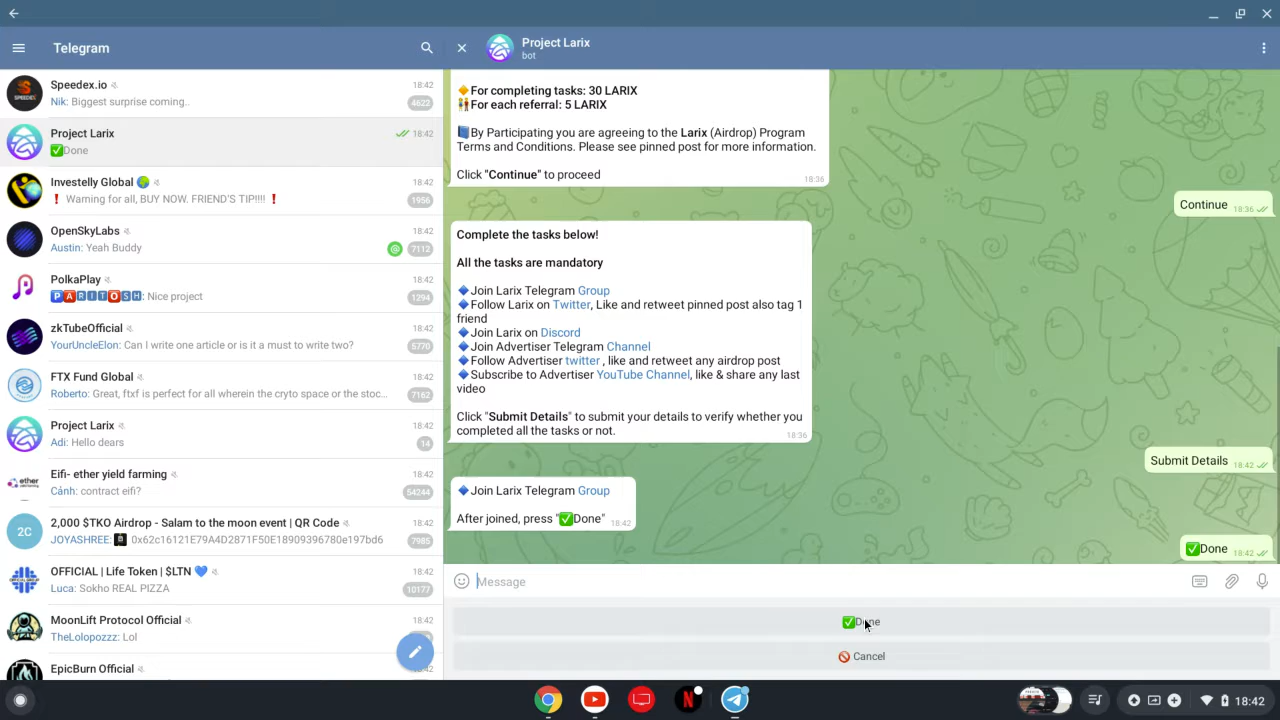 Telegram
Speedex.io
18:42
Nik: Biggest surprise coming..
4622
Project Larix
18:42
✅Done
Investelly Global 🌍
18:42
❗ Warning for all, BUY NOW. FRIEND'S TIP!!!! ❗
1956
OpenSkyLabs
18:42
Austin: Yeah Buddy
@ 7112
PolkaPlay
18:42
🅿🅰🆁🅸🆃🅾🆂🅷: Nice project
1294
zkTubeOfficial
18:42
YourUncleElon: Can I write one article or is it a must to write two?
5770
FTX Fund Global
18:42
Roberto: Great, ftxf is perfect for all wherein the cryto space or the stoc...
7162
Project Larix
18:42
Adi: Hello dears
14
Eifi- ether yield farming
18:42
Cảnh: contract eifi?
54244
2C
2,000 $TKO Airdrop - Salam to the moon event | QR Code
18:42
JOYASHREE: 0x62c16121E79A4D2871F50E18909396780e197bd6
7985
OFFICIAL | Life Token | $LTN 💙
18:42
Luca: Sokho REAL PIZZA
10177
MoonLift Protocol Official
18:42
TheLolopozzz: Lol
EpicBurn Official
Project Larix
bot
🔸For completing tasks: 30 LARIX
👫For each referral: 5 LARIX
📘By Participating you are agreeing to the Larix (Airdrop) Program
Terms and Conditions. Please see pinned post for more information.
Click "Continue" to proceed
18:36
Continue 18:36
Complete the tasks below!
All the tasks are mandatory
🔹Join Larix Telegram Group
🔹Follow Larix on Twitter, Like and retweet pinned post also tag 1
friend
🔹Join Larix on Discord
🔹Join Advertiser Telegram Channel
🔹Follow Advertiser twitter , like and retweet any airdrop post
🔹Subscribe to Advertiser YouTube Channel, like & share any last
video
Click "Submit Details" to submit your details to verify whether you
completed all the tasks or not.
18:36
Submit Details 18:42
🔹Join Larix Telegram Group
After joined, press "✅Done"
18:42
✅Done 18:42
Message
✅Done
🚫 Cancel
18:42